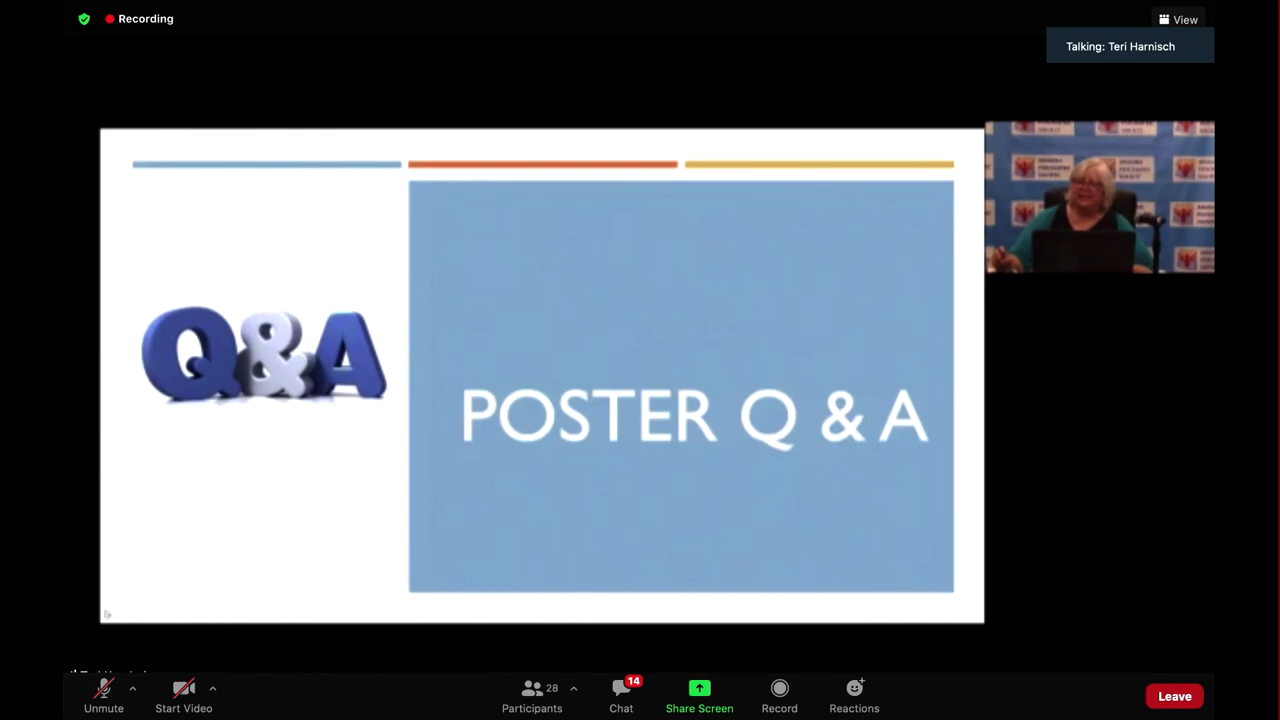 Recording
View
Talking: Teri Harnisch
Q&A
POSTER Q & A
Unmute
Start Video
28
Participants
14
Chat
Share Screen
Record
Reactions
Leave